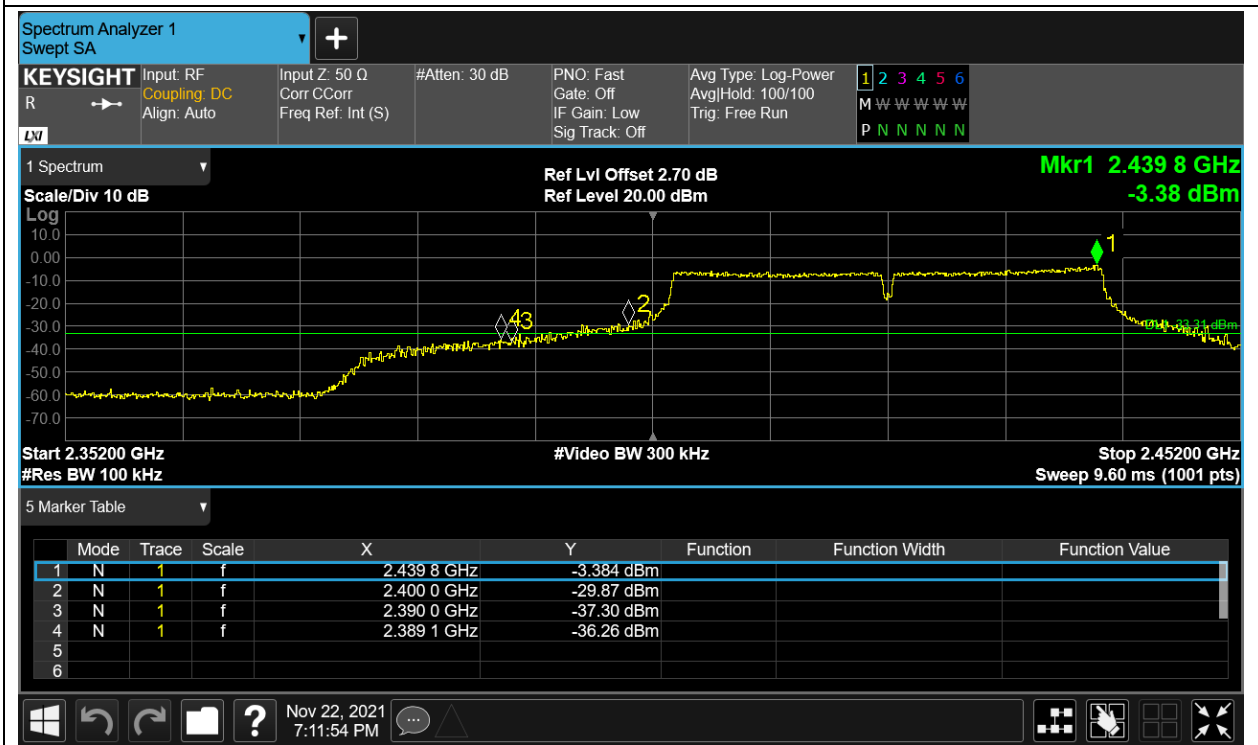 Spectrum Analyzer 1
Swept SA
KEYSIGHT
R
LXI
Input: RF
Coupling: DC
Align: Auto
Input Z: 50 Ω
Corr CCorr
Freq Ref: Int (S)
#Atten: 30 dB
PNO: Fast
Gate: Off
IF Gain: Low
Sig Track: Off
Avg Type: Log-Power
Avg|Hold: 100/100
Trig: Free Run
1 2 3 4 5 6
M W W W W W
P N N N N N
1 Spectrum
Scale/Div 10 dB
Ref Lvl Offset 2.70 dB
Ref Level 20.00 dBm
Mkr1 2.439 8 GHz
-3.38 dBm
Log
10.0
0.00
-10.0
-20.0
-30.0
-40.0
-50.0
-60.0
-70.0
1
2
43
-33.31 dBm
Start 2.35200 GHz
#Video BW 300 kHz
Stop 2.45200 GHz
#Res BW 100 kHz
Sweep 9.60 ms (1001 pts)
5 Marker Table
Mode Trace Scale X Y Function Function Width Function Value
1 N 1 f 2.439 8 GHz -3.384 dBm
2 N 1 f 2.400 0 GHz -29.87 dBm
3 N 1 f 2.390 0 GHz -37.30 dBm
4 N 1 f 2.389 1 GHz -36.26 dBm
5
6
?
Nov 22, 2021
7:11:54 PM